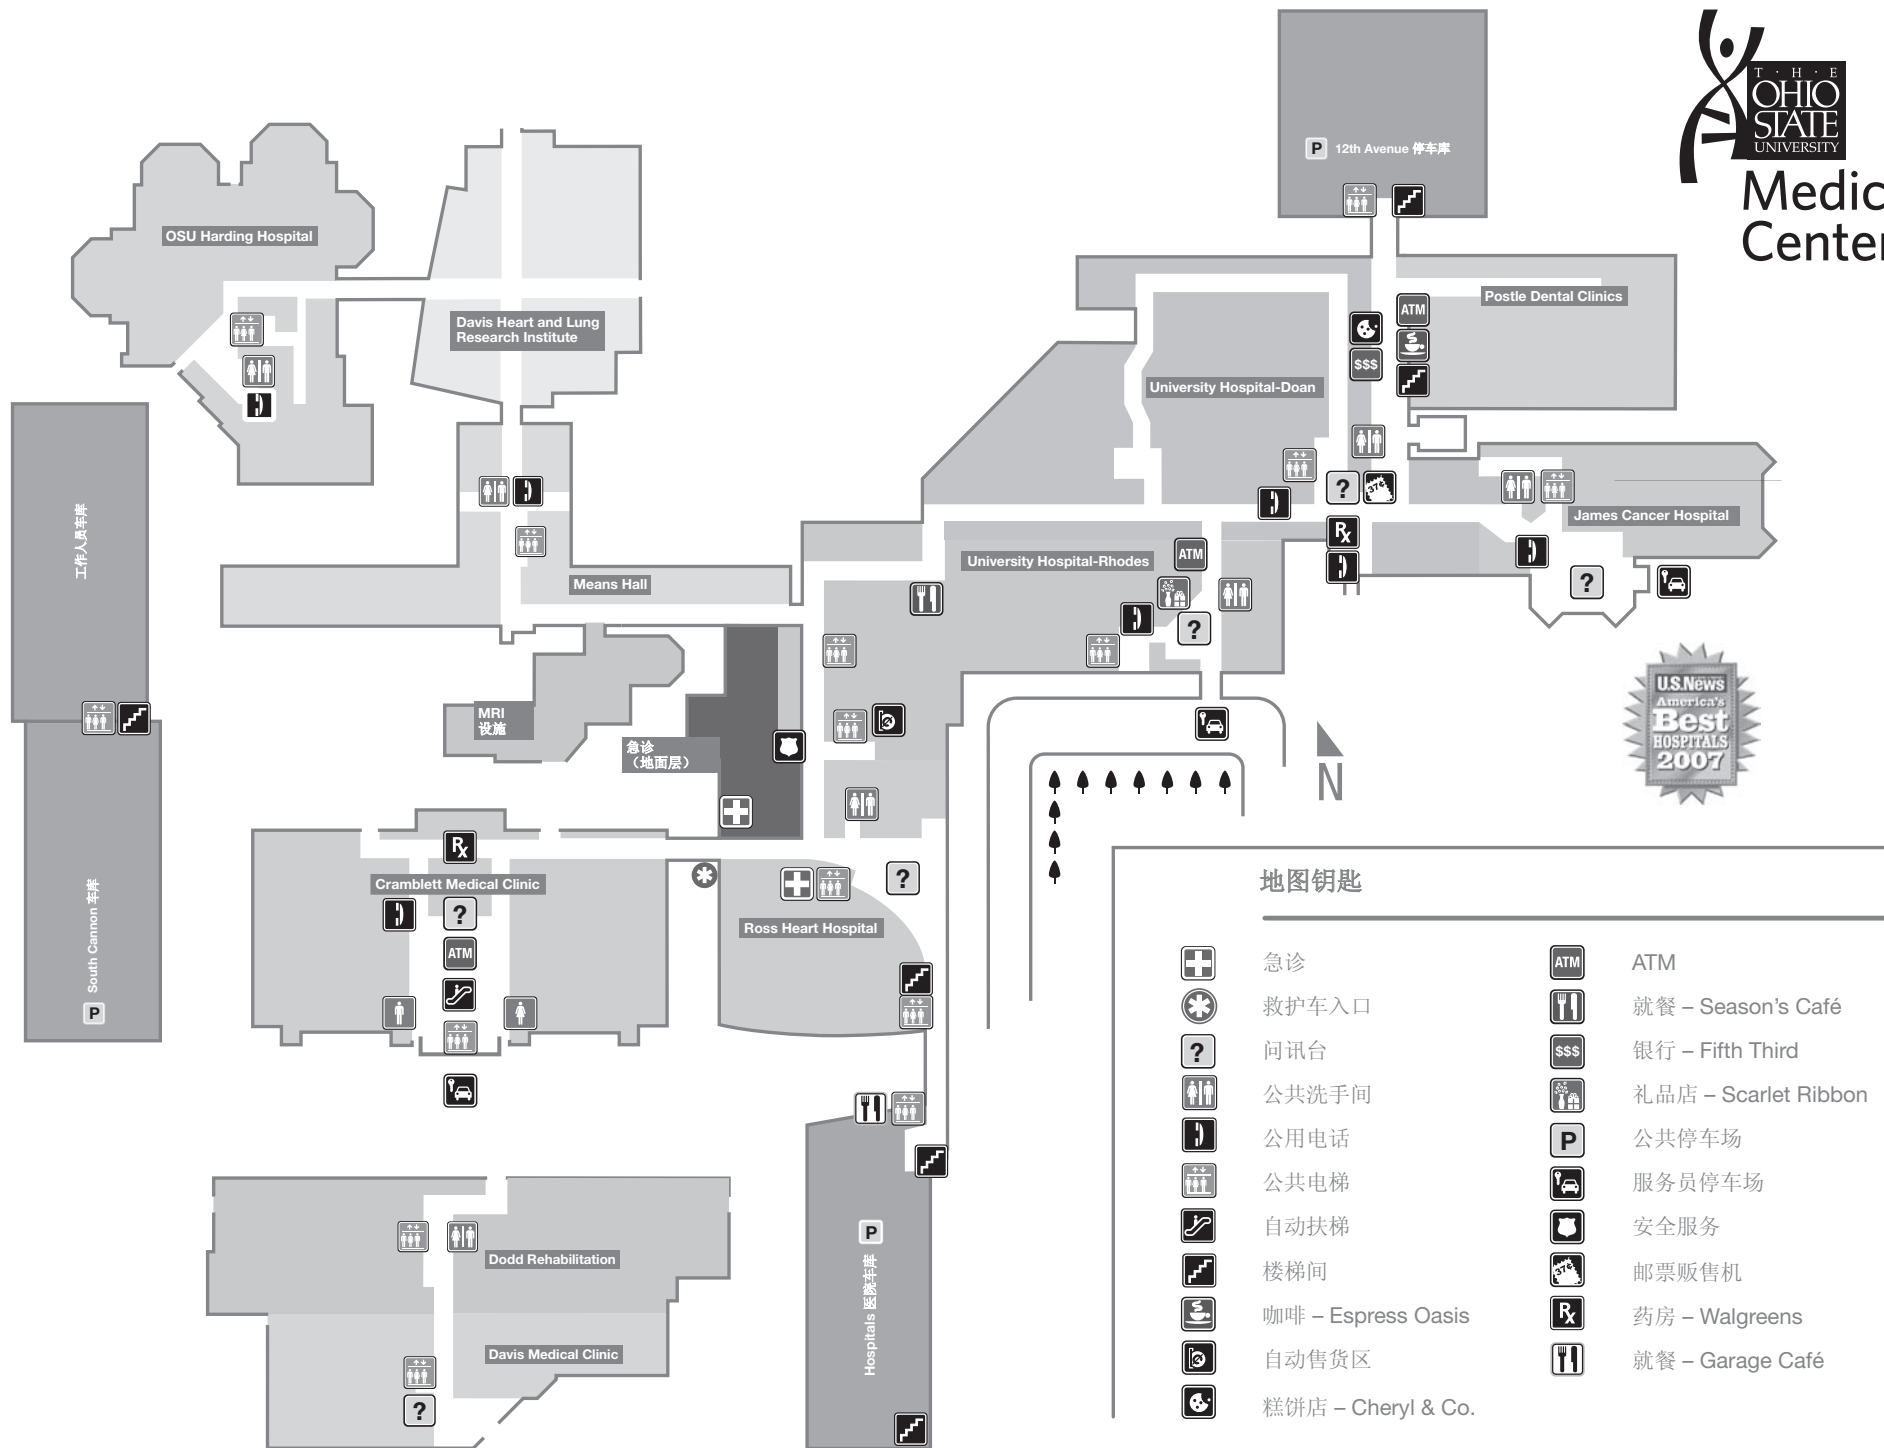 THE
OHIO
STATE
UNIVERSITY
Medic
Center
P 12th Avenue 停车库
OSU Harding Hospital
Davis Heart and Lung
Research Institute
Postle Dental Clinics
ATM
$$$
University Hospital-Doan
?
37¢
James Cancer Hospital
Rx
工作人员车库
University Hospital-Rhodes
ATM
Means Hall
?
?
U.S.News
America's
Best
HOSPITALS
2007
MRI
设施
急诊
（地面层）
N
Rx
Cramblett Medical Clinic
?
ATM
?
Ross Heart Hospital
South Cannon 车库
P
P
Hospitals 医院车库
Dodd Rehabilitation
Davis Medical Clinic
?
地图钥匙
急诊
救护车入口
? 问讯台
公共洗手间
公用电话
公共电梯
自动扶梯
楼梯间
咖啡 – Espress Oasis
自动售货区
糕饼店 – Cheryl & Co.
ATM ATM
就餐 – Season's Café
$$$ 银行 – Fifth Third
礼品店 – Scarlet Ribbon
P 公共停车场
服务员停车场
安全服务
37¢ 邮票贩售机
Rx 药房 – Walgreens
就餐 – Garage Café